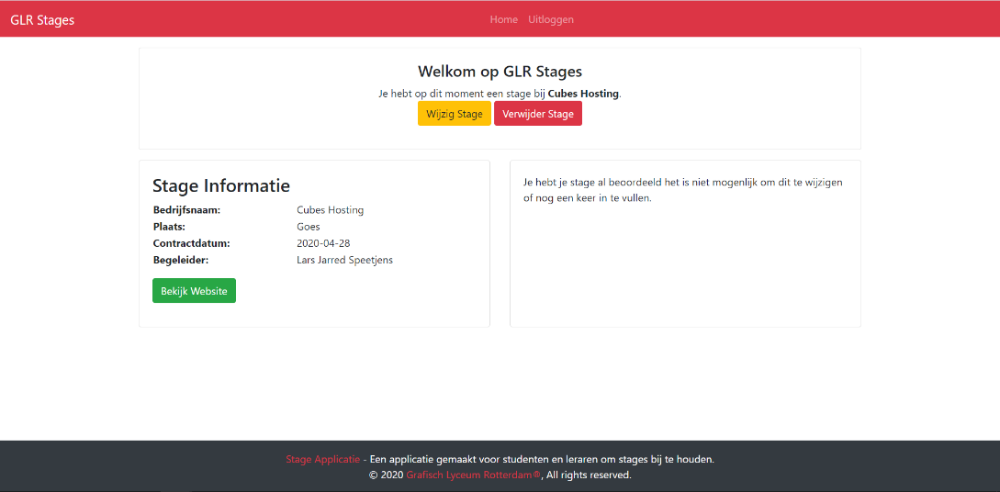 GLR Stages
Home Uitloggen
Welkom op GLR Stages
Je hebt op dit moment een stage bij Cubes Hosting.
Wijzig Stage Verwijder Stage
Stage Informatie
Bedrijfsnaam: Cubes Hosting
Plaats: Goes
Contractdatum: 2020-04-28
Begeleider: Lars Jarred Speetjens
Bekijk Website
Je hebt je stage al beoordeeld het is niet mogenlijk om dit te wijzigen
of nog een keer in te vullen.
Stage Applicatie - Een applicatie gemaakt voor studenten en leraren om stages bij te houden.
© 2020 Grafisch Lyceum Rotterdam®, All rights reserved.